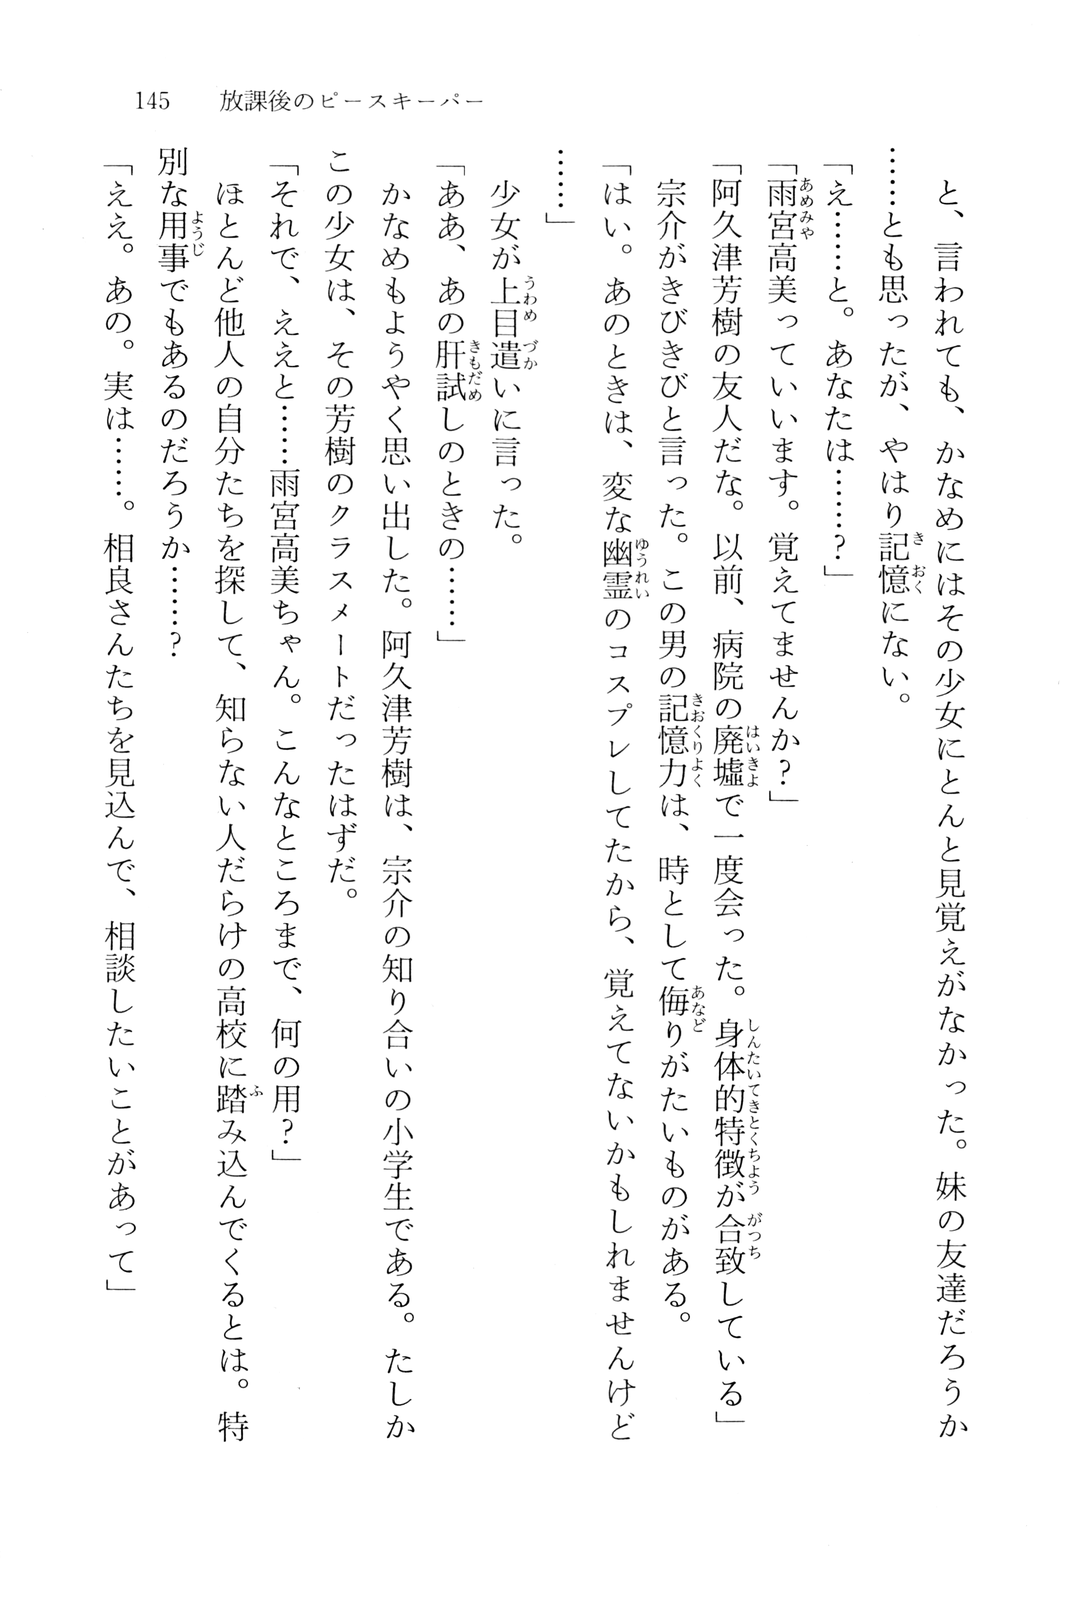 145　放課後のピースキーパー
　と、言われても、かなめにはその少女にとんと見覚えがなかった。妹の友達だろうか
……とも思ったが、やはり記憶にない。
「え……と。あなたは……？」
「雨宮高美っていいます。覚えてませんか？」
「阿久津芳樹の友人だな。以前、病院の廃墟で一度会った。身体的特徴が合致している」
　宗介がきびきびと言った。この男の記憶力は、時として侮りがたいものがある。
「はい。あのときは、変な幽霊のコスプレしてたから、覚えてないかもしれませんけど
……」
　少女が上目遣いに言った。
「ああ、あの肝試しのときの……」
　かなめもようやく思い出した。阿久津芳樹は、宗介の知り合いの小学生である。たしか
この少女は、その芳樹のクラスメートだったはずだ。
「それで、ええと……雨宮高美ちゃん。こんなところまで、何の用？」
　ほとんど他人の自分たちを探して、知らない人だらけの高校に踏み込んでくるとは。特
別な用事でもあるのだろうか……？
「ええ。あの。実は……。相良さんたちを見込んで、相談したいことがあって」